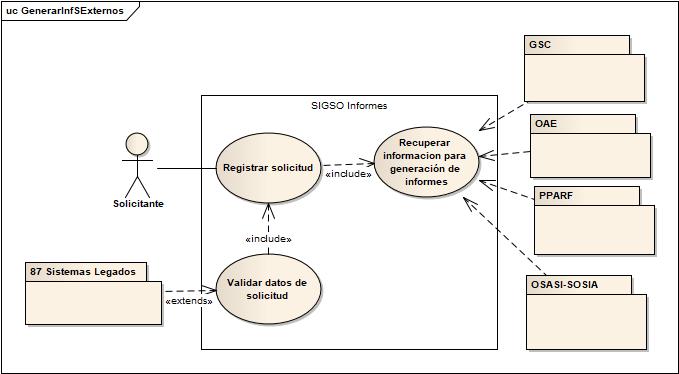 uc GenerarInfSExternos
GSC
SIGSO Informes
OAE
Recuperar
informacion para
generación de
informes
Registrar solicitud
«include»
PPARF
Solicitante
«include»
87 Sistemas Legados
Validar datos de
solicitud
«extends»
OSASI-SOSIA